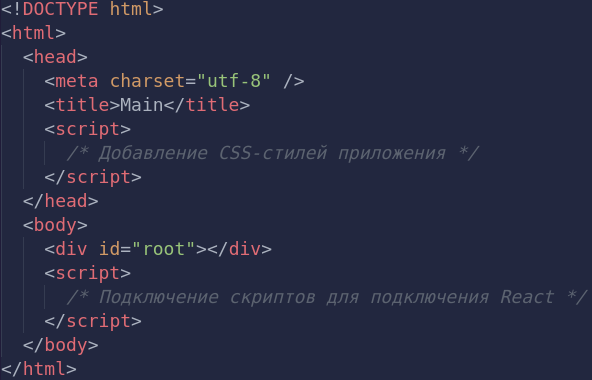 <!DOCTYPE html>
<html>
<head>
<meta charset="utf-8" />
<title>Main</title>
<script>
/* Добавление CSS-стилей приложения */
</script>
</head>
<body>
<div id="root"></div>
<script>
/* Подключение скриптов для подключения React */
</script>
</body>
</html>